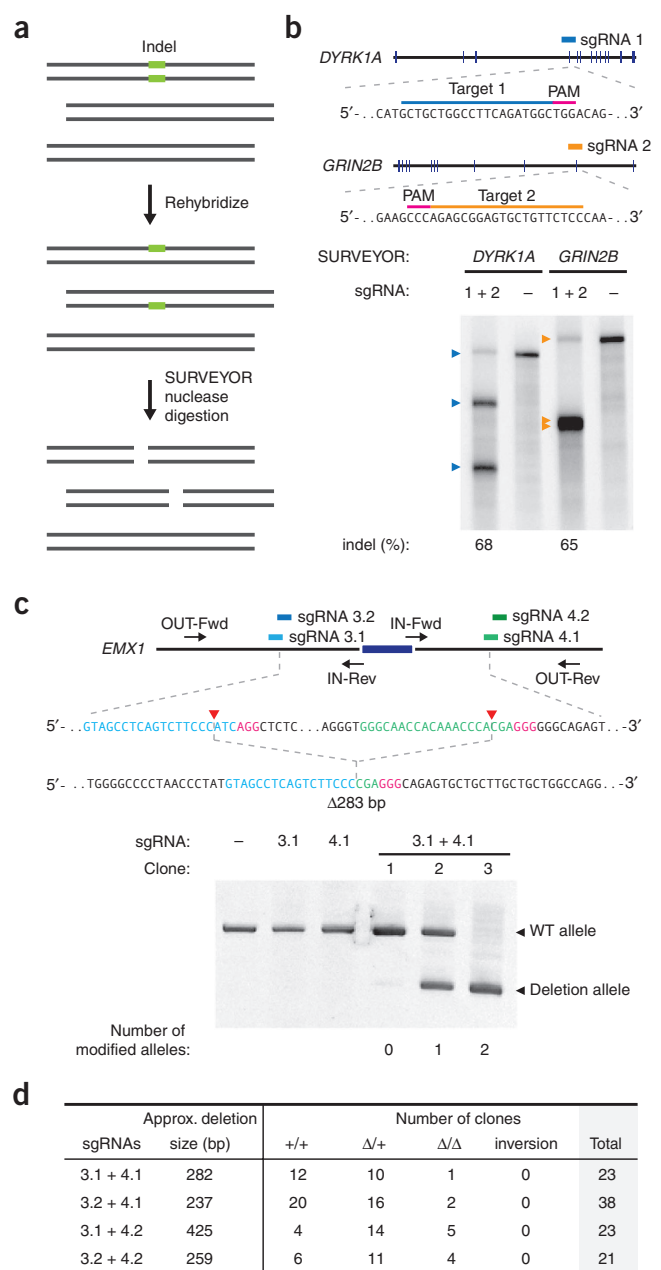 a
Indel
Rehybridize
SURVEYOR
nuclease
digestion
b
sgRNA 1
DYRK1A
Target 1 PAM
5′-..CATGCTGCTGGCCTTCAGATGGCTGGACAG-..3′
sgRNA 2
GRIN2B
PAM Target 2
5′-..GAAGCCCAGAGCGGAGTGCTGTTCTCCCAA-..3′
SURVEYOR: DYRK1A GRIN2B
sgRNA: 1 + 2 – 1 + 2 –
indel (%): 68 65
c
OUT-Fwd sgRNA 3.2 IN-Fwd sgRNA 4.2
sgRNA 3.1 sgRNA 4.1
EMX1
IN-Rev OUT-Rev
5′-..GTAGCCTCAGTCTTCCCATCAGGCTCTC...AGGGTGGGCAACCACAAACCCACGAGGGGGGCAGAGT..-3′
5′-..TGGGGCCCCTAACCCTATGTAGCCTCAGTCTTCCCCGAGGGCAGAGTGCTGCTTGCTGCTGGCCAGG..-3′
Δ283 bp
sgRNA: – 3.1 4.1 3.1 + 4.1
Clone: 1 2 3
WT allele
Deletion allele
Number of
modified alleles: 0 1 2
d
Approx. deletion Number of clones
sgRNAs size (bp) +/+ Δ/+ Δ/Δ inversion Total
3.1 + 4.1 282 12 10 1 0 23
3.2 + 4.1 237 20 16 2 0 38
3.1 + 4.2 425 4 14 5 0 23
3.2 + 4.2 259 6 11 4 0 21